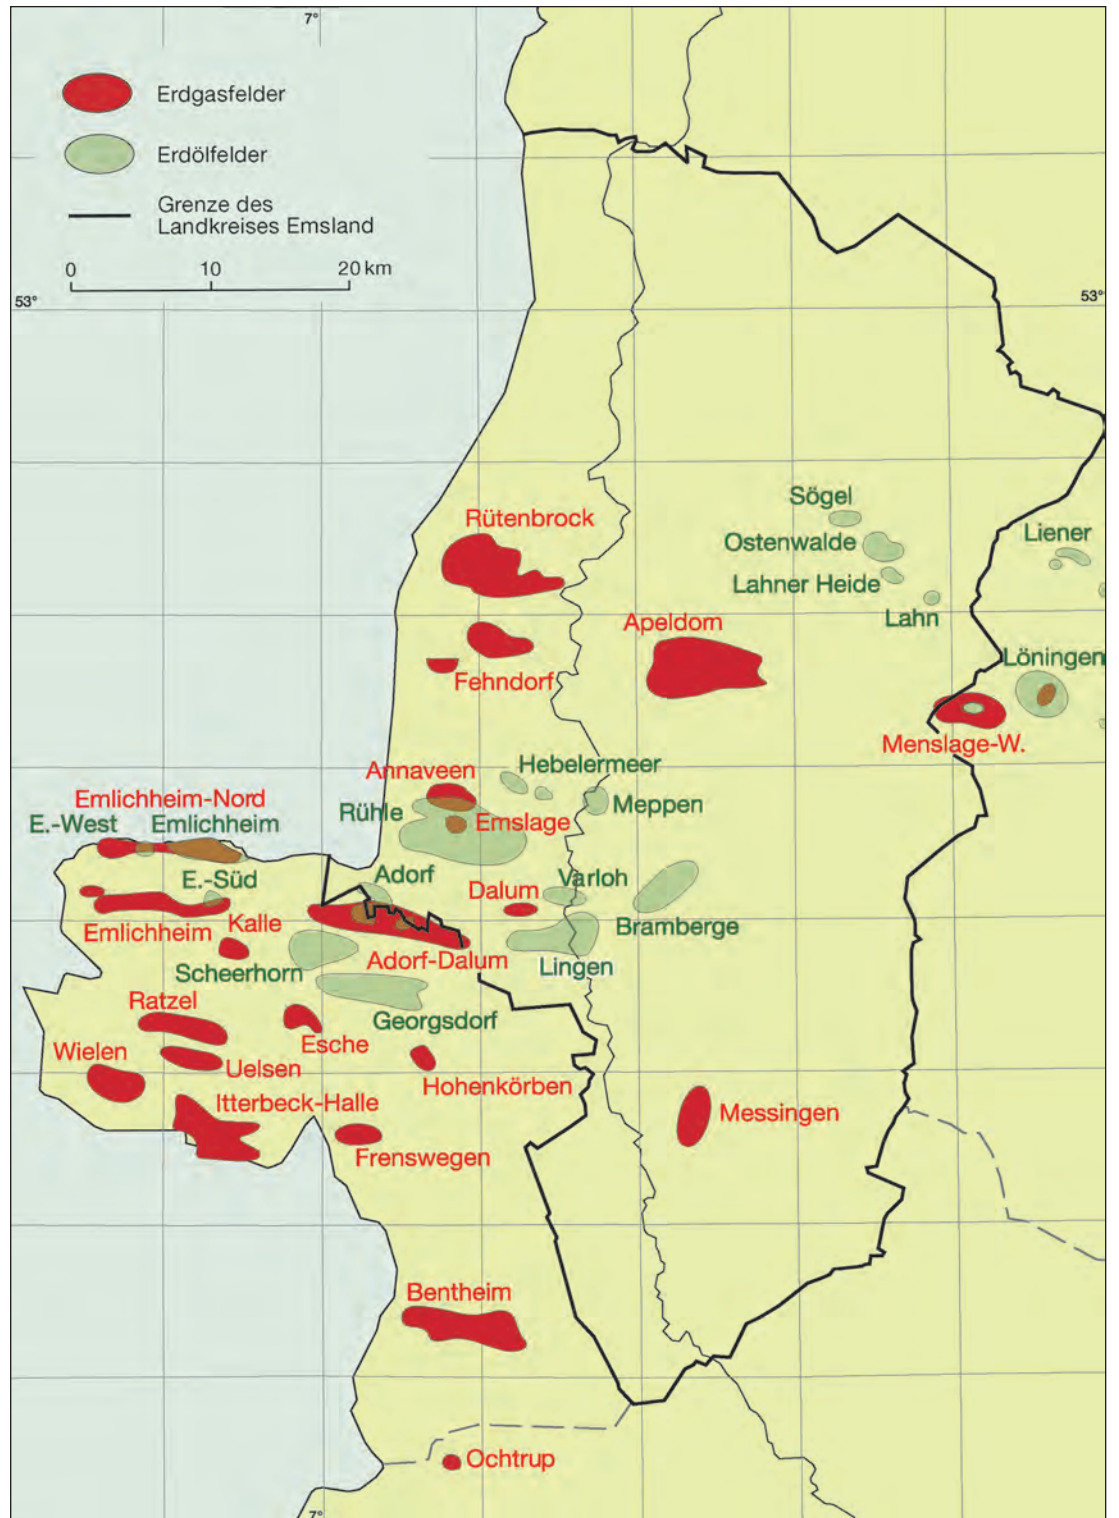 7°
Erdgasfelder
Erdölfelder
Grenze des
Landkreises Emsland
0 10 20 km
53° 53°
Sögel
Rütenbrock
Ostenwalde
Liener
Lahner Heide
Lahn
Apeldorn
Löningen
Fehndorf
Menslage-W.
Hebelermeer
Annaveen
Emlichheim-Nord
Rühle
Meppen
E.-West Emlichheim
Emslage
Adorf
Varloh
E.-Süd
Dalum
Kalle
Bramberge
Emlichheim
Adorf-Dalum
Lingen
Scheerhorn
Ratzel
Georgsdorf
Esche
Wielen
Uelsen
Hohenkörben
Itterbeck-Halle
Messingen
Frenswegen
Bentheim
Ochtrup
7°